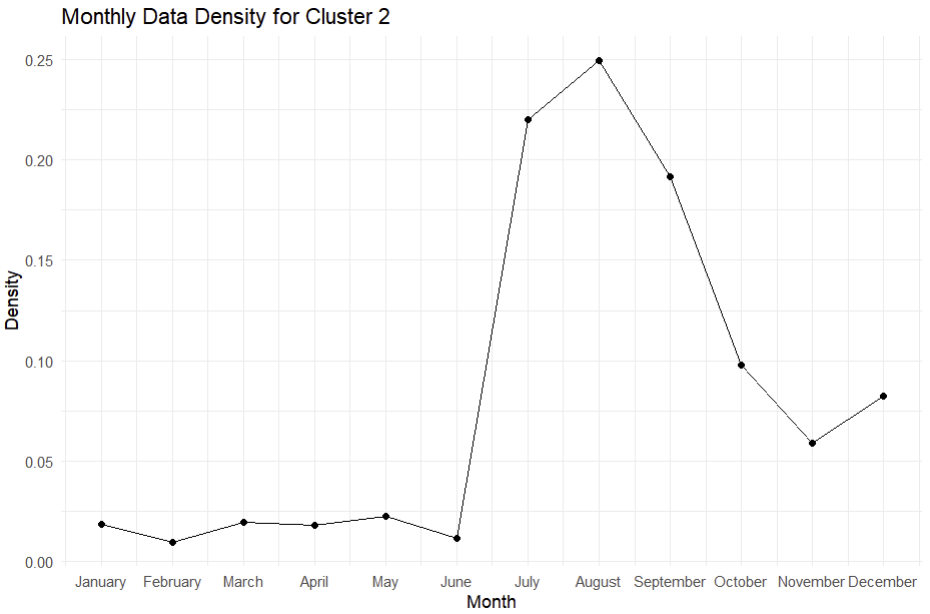 Monthly Data Density for Cluster 2
Density
0.25
0.20
0.15
0.10
0.05
0.00
January February March April May June July August September October November December
Month